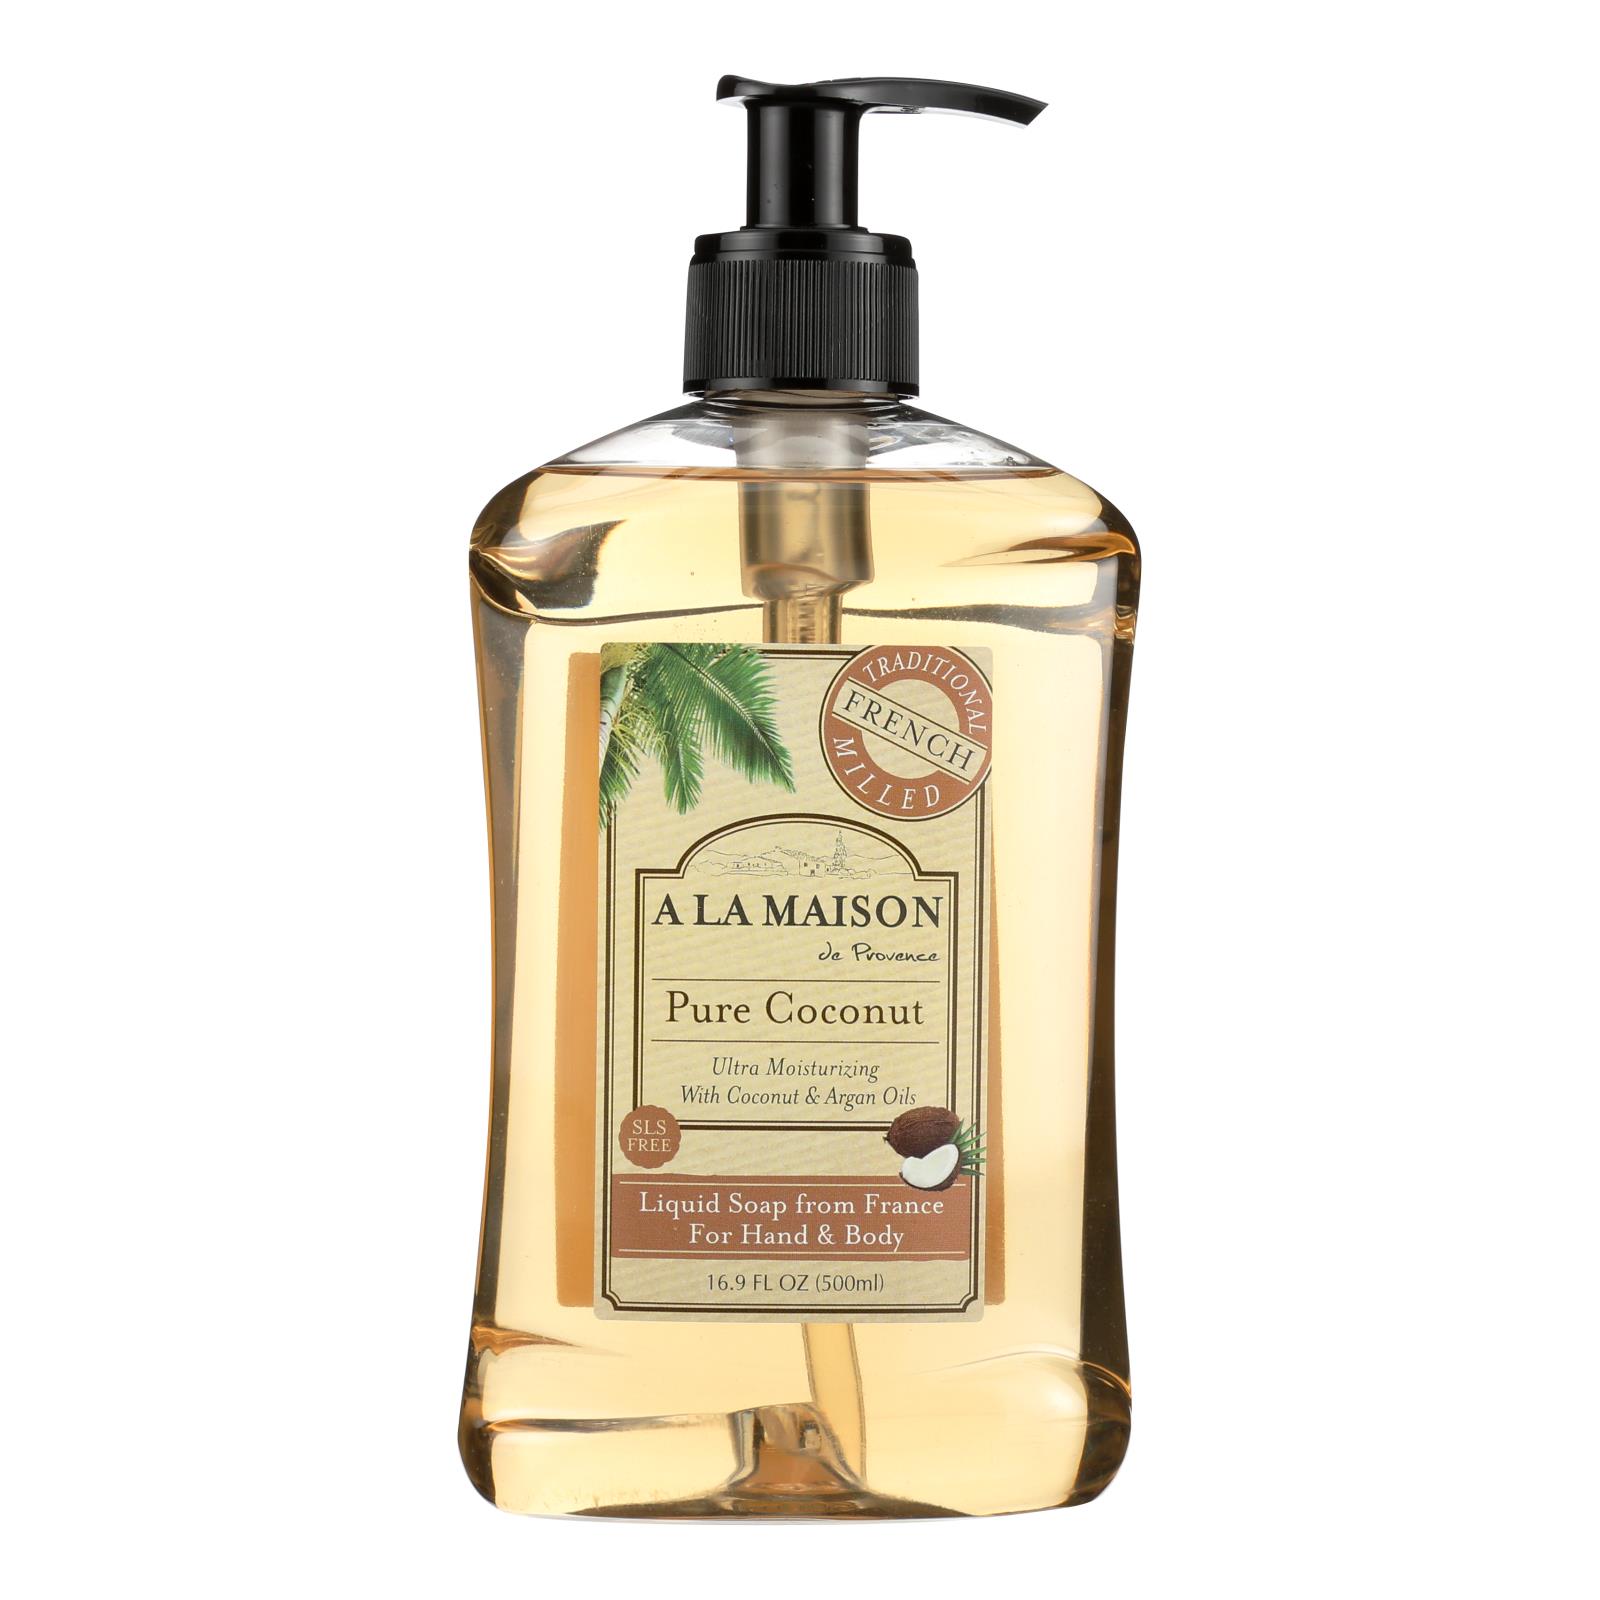 TRADITIONAL
FRENCH
MILLED
A LA MAISON
de Provence
Pure Coconut
Ultra Moisturizing
With Coconut & Argan Oils
SLS
FREE
Liquid Soap from France
For Hand & Body
16.9 FL OZ (500ml)